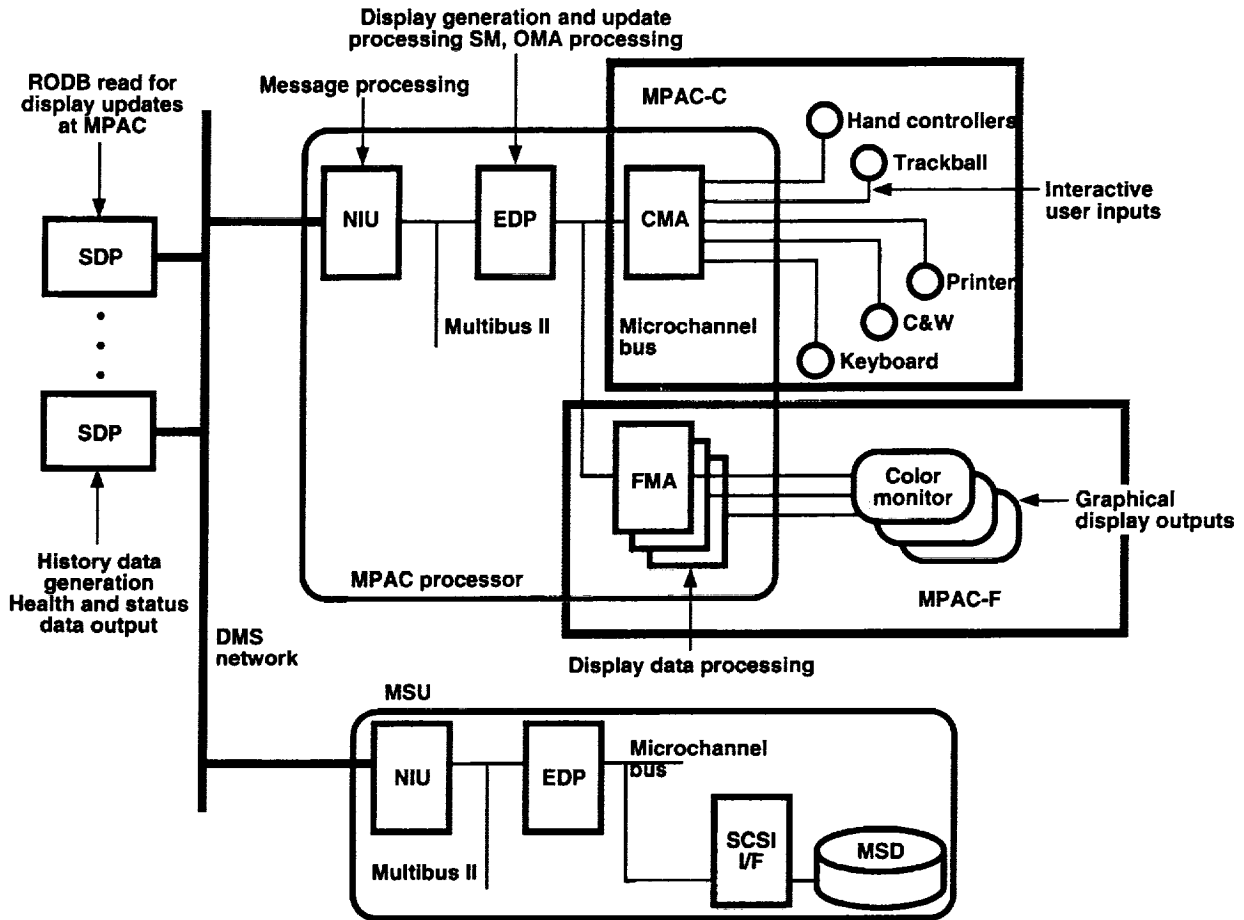 Display generation and update
processing SM, OMA processing
RODB read for
display updates
at MPAC
Message processing
MPAC-C
Hand controllers
Trackball
Interactive
user inputs
NIU
EDP
CMA
SDP
Printer
Multibus II
Microchannel
bus
C&W
Keyboard
SDP
FMA
Color
monitor
Graphical
display outputs
History data
generation
Health and status
data output
MPAC processor
MPAC-F
DMS
network
Display data processing
MSU
NIU
EDP
Microchannel
bus
SCSI
I/F
MSD
Multibus II